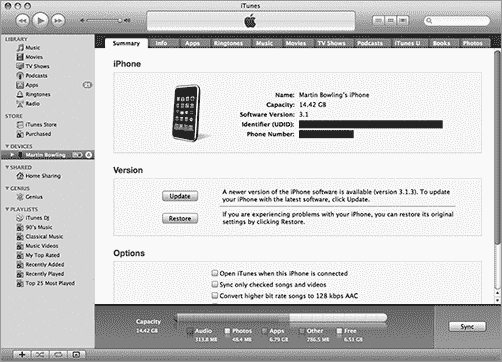 iTunes
LIBRARY
Music
Movies
TV Shows
Podcasts
Apps
21
Ringtones
Radio
STORE
iTunes Store
Purchased
DEVICES
Martin Bowling
SHARED
Home Sharing
GENIUS
Genius
PLAYLISTS
iTunes DJ
90's Music
Classical Music
Music Videos
My Top Rated
Recently Added
Recently Played
Top 25 Most Played
Summary Info Apps Ringtones Music Movies TV Shows Podcasts iTunes U Books Photos
iPhone
Name: Martin Bowling's iPhone
Capacity: 14.42 GB
Software Version: 3.1
Identifier (UDID):
Phone Number:
Version
Update
A newer version of the iPhone software is available (version 3.1.3). To update
your iPhone with the latest software, click Update.
Restore
If you are experiencing problems with your iPhone, you can restore its original
settings by clicking Restore.
Options
Open iTunes when this iPhone is connected
Sync only checked songs and videos
Convert higher bit rate songs to 128 kbps AAC
Capacity
14.42 GB
Audio Photos Apps Other Free
313.8 MB 48.4 MB 6.79 GB 786.5 MB 6.51 GB
Sync